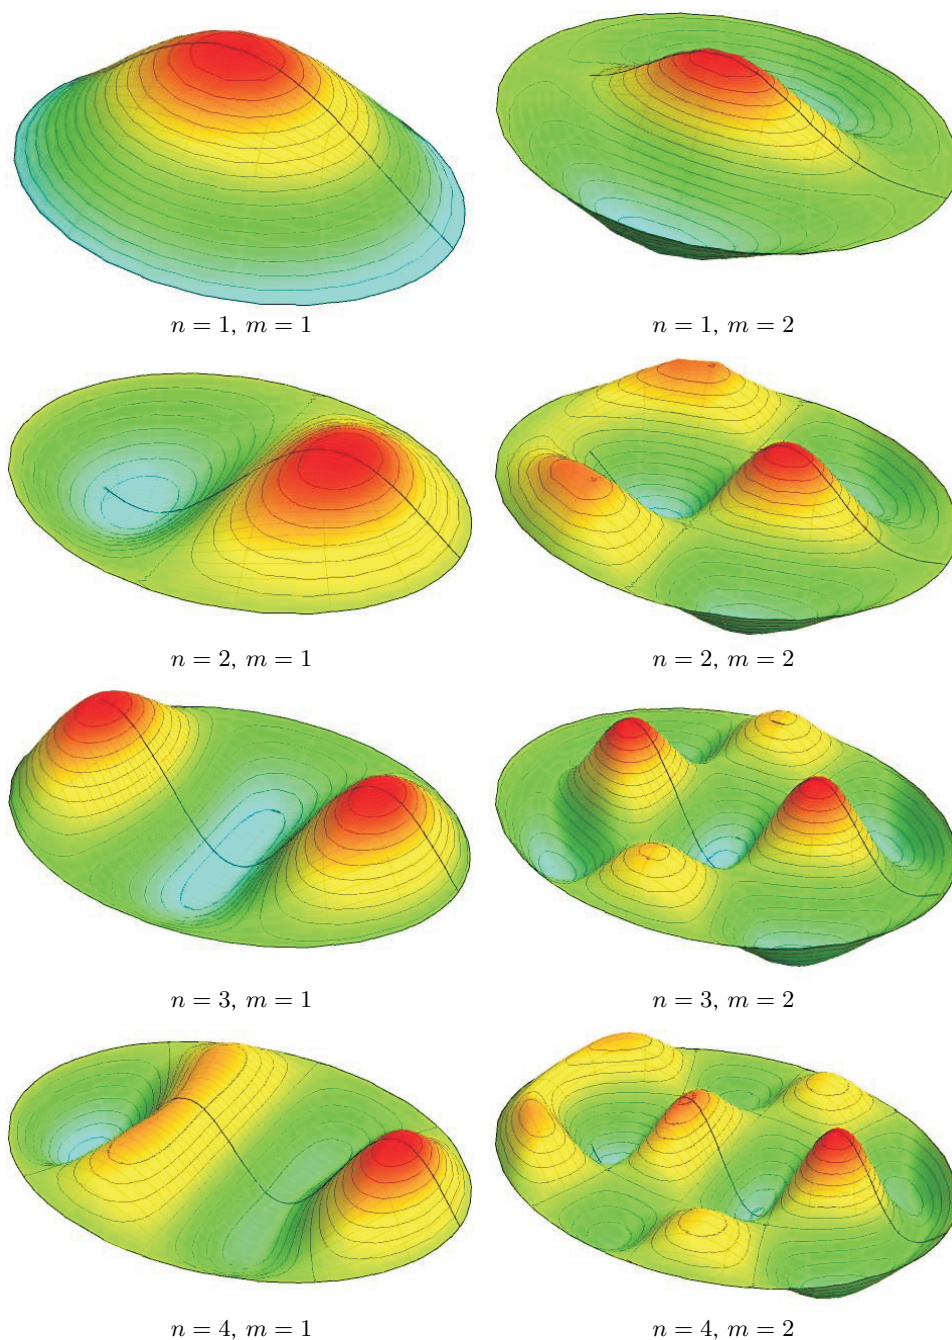 n = 1, m = 1
n = 1, m = 2
n = 2, m = 1
n = 2, m = 2
n = 3, m = 1
n = 3, m = 2
n = 4, m = 1
n = 4, m = 2